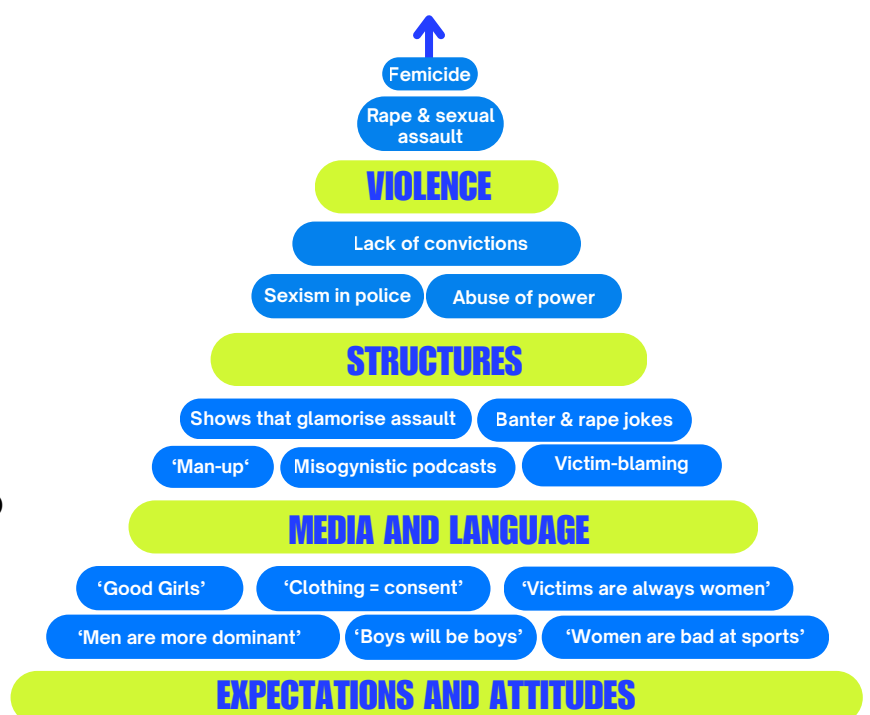 Femicide
Rape & sexual
assault
VIOLENCE
Lack of convictions
Sexism in police
Abuse of power
STRUCTURES
Shows that glamorise assault
Banter & rape jokes
‘Man-up‘
Misogynistic podcasts
Victim-blaming
MEDIA AND LANGUAGE
‘Good Girls’
‘Clothing = consent’
‘Victims are always women’
‘Men are more dominant’
‘Boys will be boys’
‘Women are bad at sports’
EXPECTATIONS AND ATTITUDES